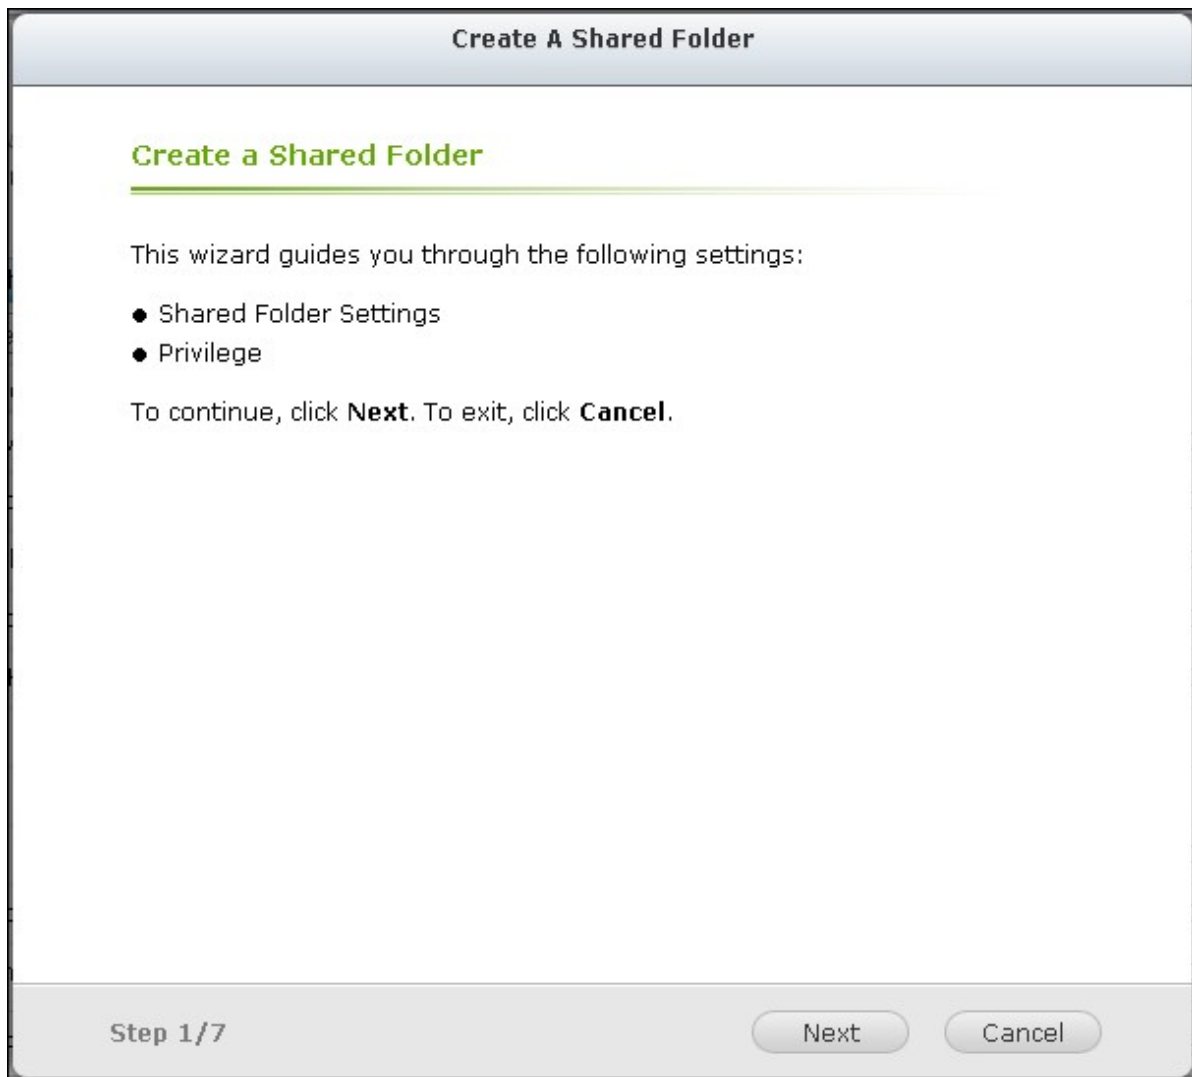 Create A Shared Folder
Create a Shared Folder
This wizard guides you through the following settings:
● Shared Folder Settings
● Privilege
To continue, click Next. To exit, click Cancel.
Step 1/7
Next
Cancel